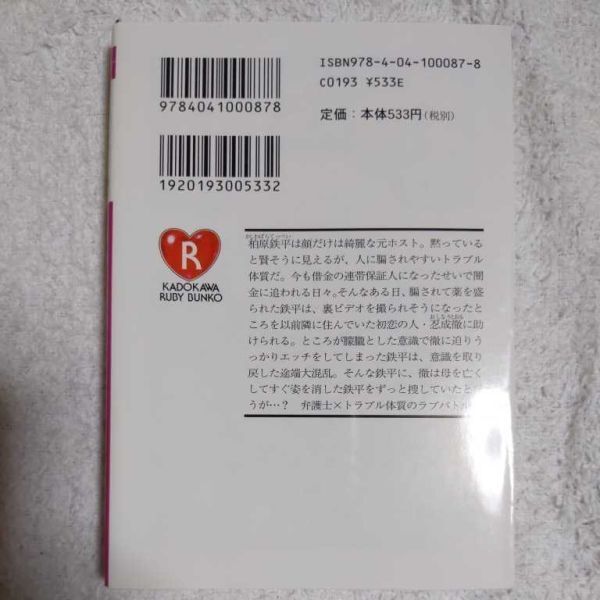 ISBN978-4-04-100087-8
C0193 ¥533E
定価：本体533円（税別）
9784041000878
1920193005332
R
KADOKAWA
RUBY BUNKO
柏原鉄平は顔だけは綺麗な元ホスト。黙っている
と賢そうに見えるが、人に騙されやすいトラブル
体質だ。今も借金の連帯保証人になったせいで闇
金に追われる日々。そんなある日、騙されて薬を盛
られた鉄平は、裏ビデオを撮られそうになったと
ころを以前隣に住んでいた初恋の人・忍成徹に助
けられる。ところが朦朧とした意識で徹に迫りう
っかりエッチをしてしまった鉄平は、意識を取り
戻した途端大混乱。そんな鉄平に、徹は母を亡く
してすぐ姿を消した鉄平をずっと捜していたと
うが…？ 弁護士×トラブル体質のラブバトル